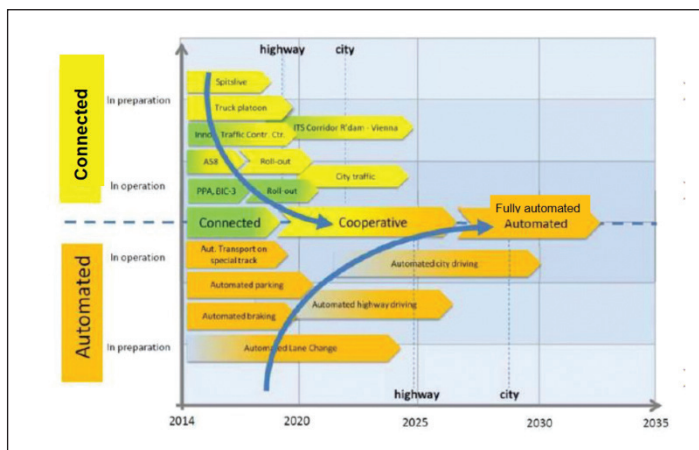 highway city
Connected
In preparation
Spitslive
Truck platoon
Inno Traffic Contr. Ctr.
ITS Corridor R'dam - Vienna
A58
Roll-out
In operation
City traffic
PPA, BIC-3
Roll-out
Connected
Cooperative
Fully automated
Automated
Automated
In operation
Aut. Transport on
special track
Automated city driving
Automated parking
Automated highway driving
Automated braking
In preparation
Automated Lane Change
highway city
2014 2020 2025 2030 2035